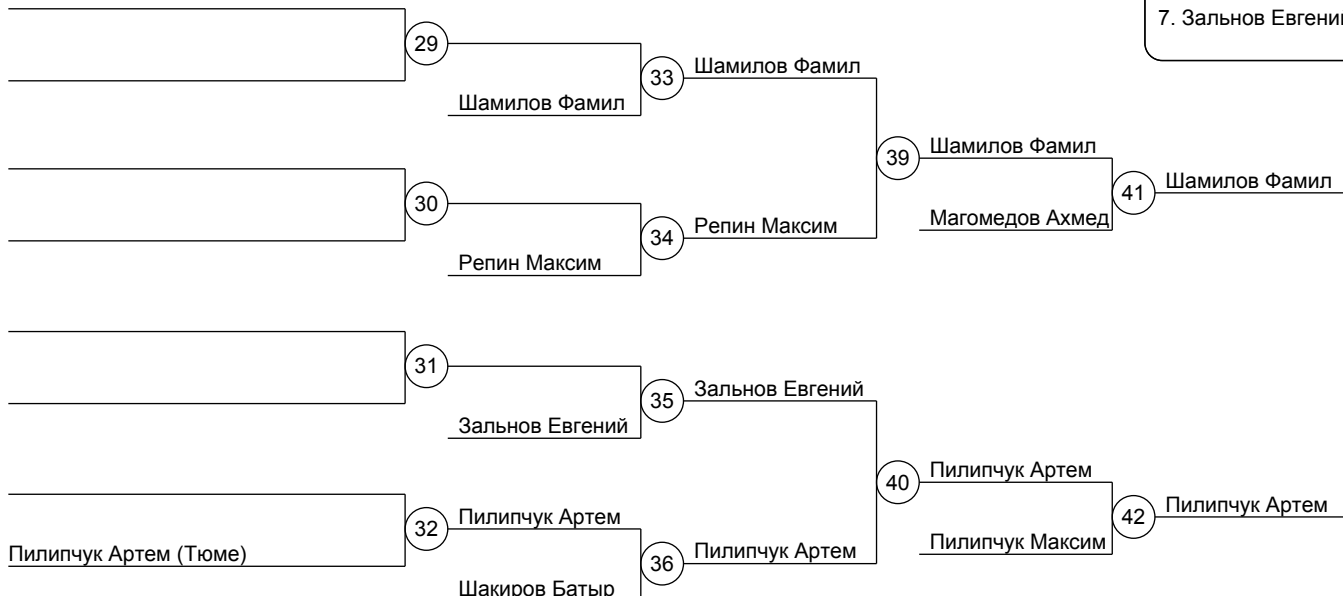 7. Зальнов Евгени
29
Шамилов Фамил
33
Шамилов Фамил
39
Шамилов Фамил
41
Шамилов Фамил
Магомедов Ахмед
30
Репин Максим
34
Репин Максим
31
Зальнов Евгений
35
Зальнов Евгений
40
Пилипчук Артем
42
Пилипчук Артем
Пилипчук Максим
Пилипчук Артем (Тюме)
32
Пилипчук Артем
36
Пилипчук Артем
Шакиров Батыр